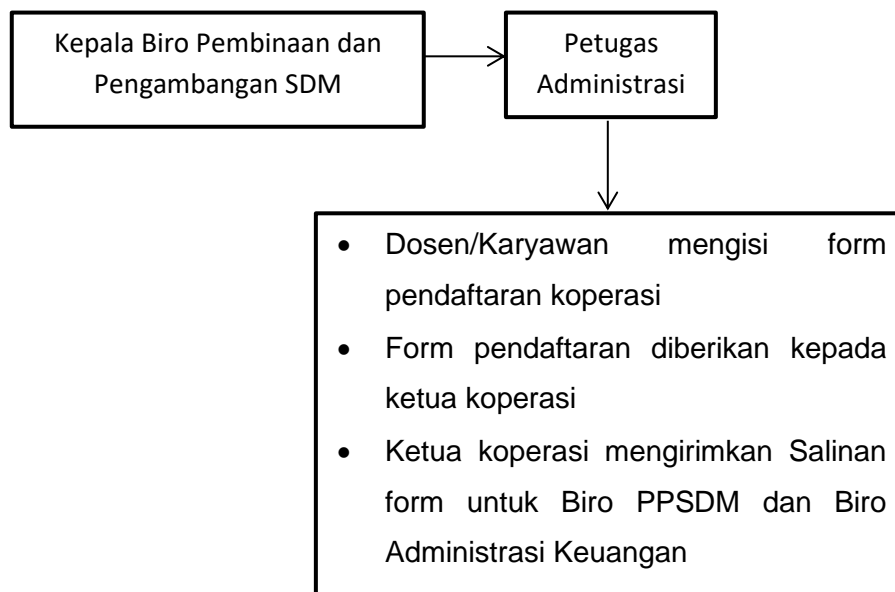 Kepala Biro Pembinaan dan
Pengambangan SDM
Petugas
Administrasi
• Dosen/Karyawan mengisi form
pendaftaran koperasi
• Form pendaftaran diberikan kepada
ketua koperasi
• Ketua koperasi mengirimkan Salinan
form untuk Biro PPSDM dan Biro
Administrasi Keuangan